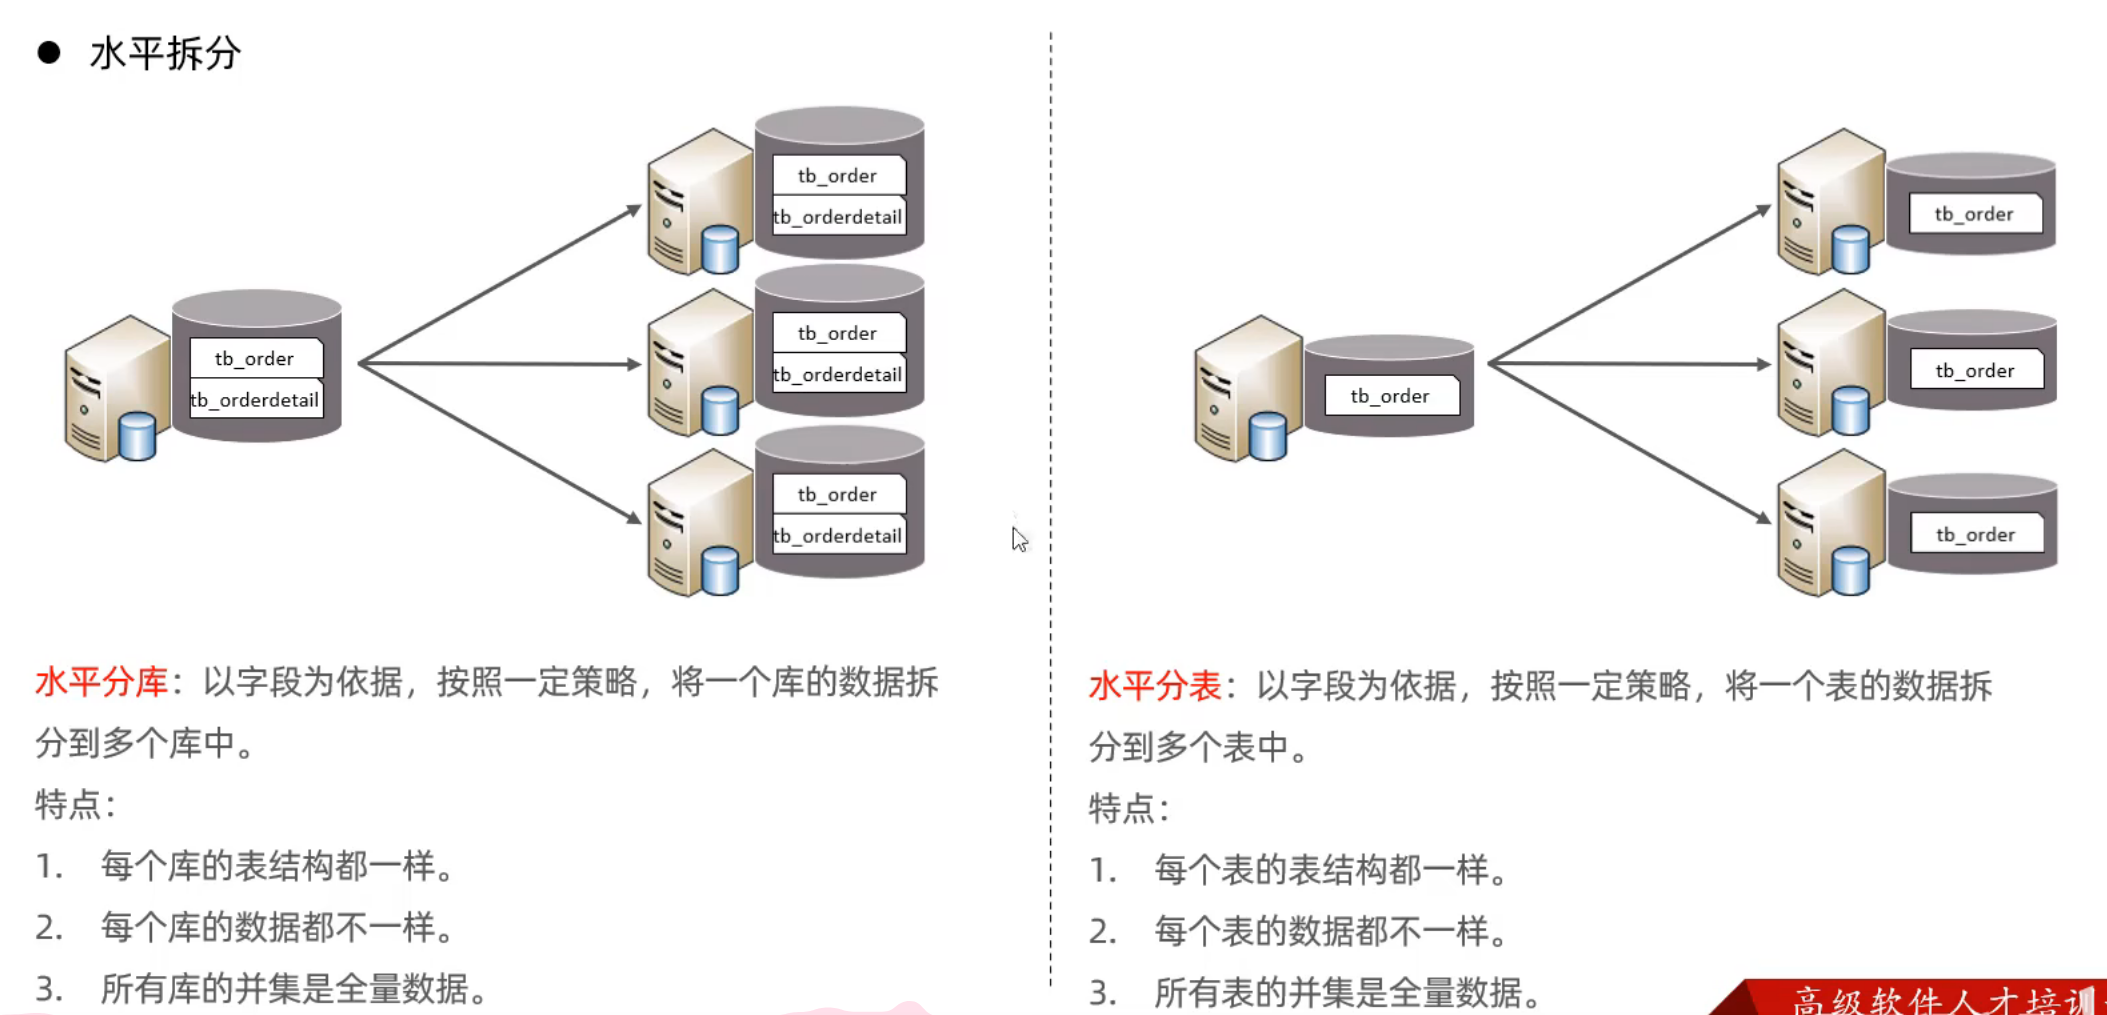 ● 水平拆分
tb_order
tb_orderdetail
tb_order
tb_orderdetail
tb_order
tb_orderdetail
tb_order
tb_orderdetail
水平分库：以字段为依据，按照一定策略，将一个库的数据拆
分到多个库中。
特点：
1. 每个库的表结构都一样。
2. 每个库的数据都不一样。
3. 所有库的并集是全量数据。
tb_order
tb_order
tb_order
tb_order
水平分表：以字段为依据，按照一定策略，将一个表的数据拆
分到多个表中。
特点：
1. 每个表的表结构都一样。
2. 每个表的数据都不一样。
3. 所有表的并集是全量数据。
高级软件人才培训